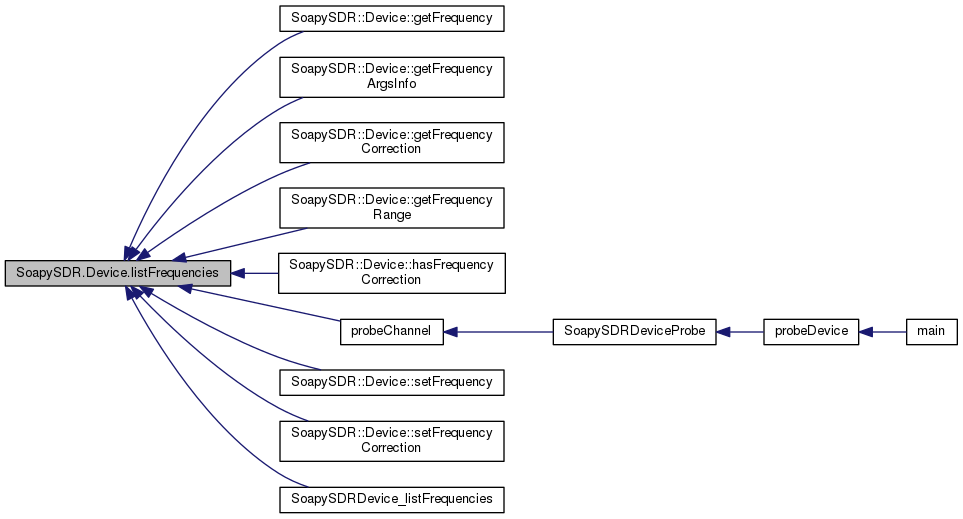 SoapySDR::Device::getFrequency
SoapySDR::Device::getFrequency
ArgsInfo
SoapySDR::Device::getFrequency
Correction
SoapySDR::Device::getFrequency
Range
SoapySDR.Device.listFrequencies
SoapySDR::Device::hasFrequency
Correction
probeChannel
SoapySDRDeviceProbe
probeDevice
main
SoapySDR::Device::setFrequency
SoapySDR::Device::setFrequency
Correction
SoapySDRDevice_listFrequencies